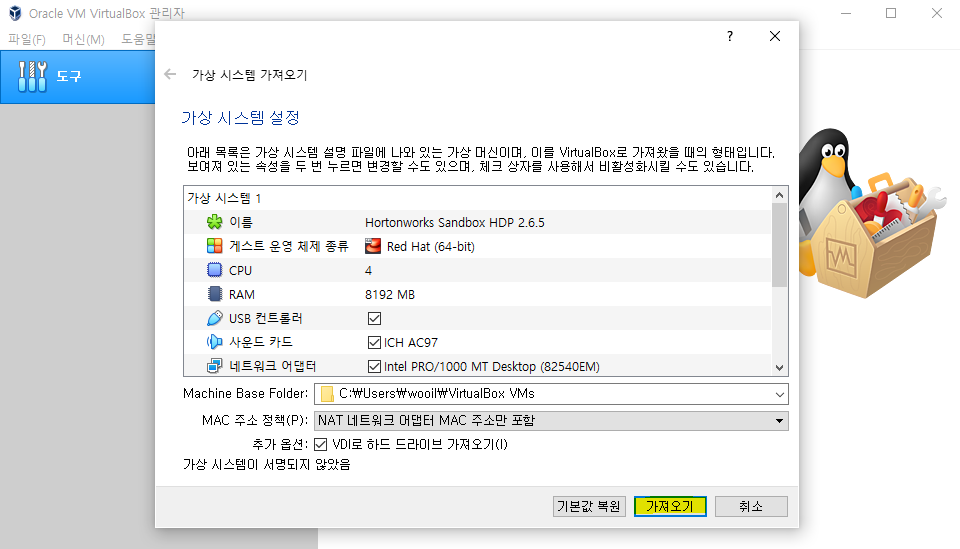 Oracle VM VirtualBox 관리자
파일(F) 머신(M) 도움말
도구
?
가상 시스템 가져오기
가상 시스템 설정
아래 목록은 가상 시스템 설명 파일에 나와 있는 가상 머신이며, 이를 VirtualBox로 가져왔을 때의 형태입니다.
보여져 있는 속성을 두 번 누르면 변경할 수도 있으며, 체크 상자를 사용해서 비활성화시킬 수도 있습니다.
가상 시스템 1
이름 Hortonworks Sandbox HDP 2.6.5
게스트 운영 체제 종류 Red Hat (64-bit)
CPU 4
RAM 8192 MB
USB 컨트롤러
사운드 카드 ICH AC97
네트워크 어댑터 Intel PRO/1000 MT Desktop (82540EM)
Machine Base Folder: C:₩Users₩wooil₩VirtualBox VMs
MAC 주소 정책(P): NAT 네트워크 어댑터 MAC 주소만 포함
추가 옵션: VDI로 하드 드라이브 가져오기(I)
가상 시스템이 서명되지 않았음
기본값 복원 가져오기 취소